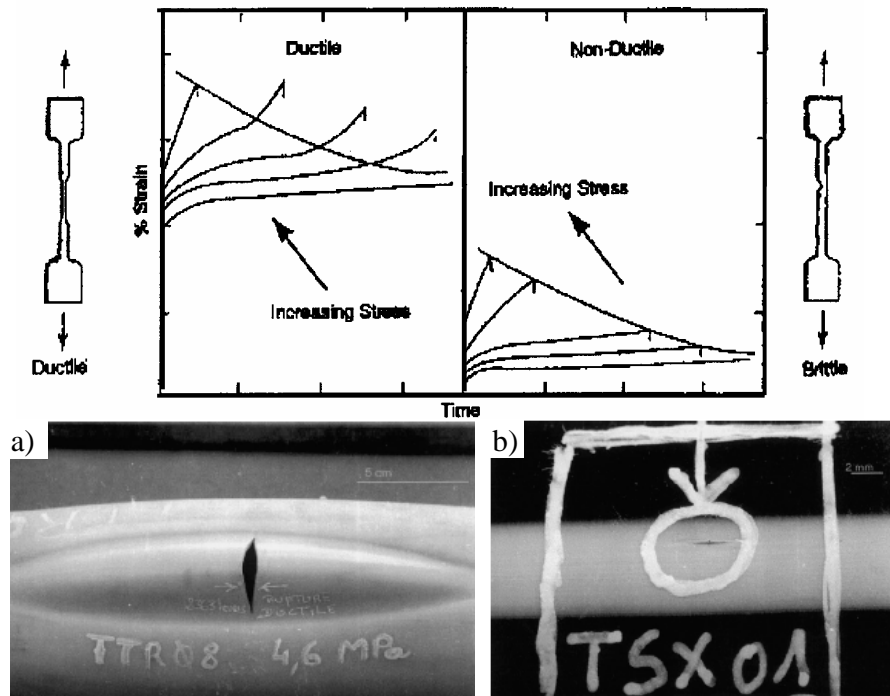 Ductile
Non-Ductile
% Strain
Increasing Stress
Increasing Stress
Ductile
Brittle
Time
a)
5 cm
RUPTURE
DUCTILE
TTR08 4,6 MPa
b)
2 mm
TSX01